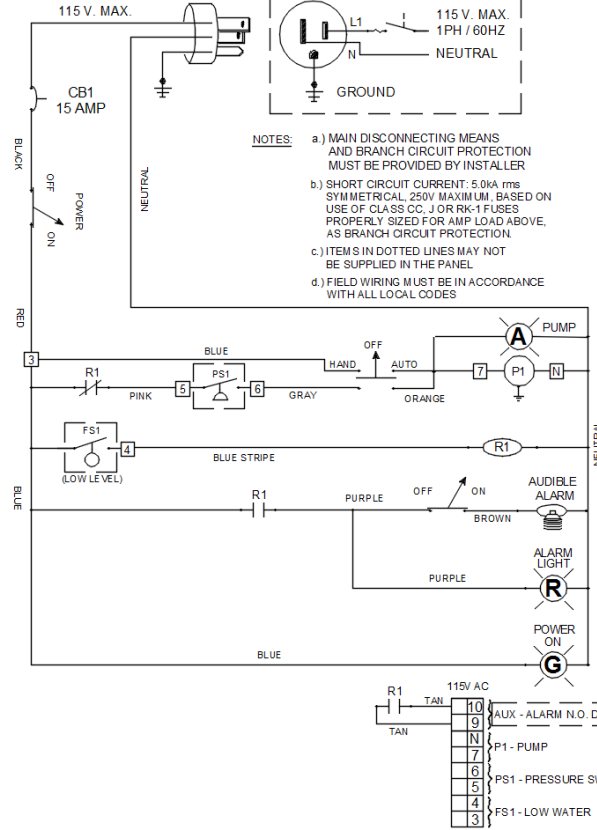 115 V. MAX.
L1
115 V. MAX.
1PH / 60HZ
N
NEUTRAL
GROUND
CB1
15 AMP
BLACK
OFF
POWER
ON
NEUTRAL
NOTES:
a.) MAIN DISCONNECTING MEANS
AND BRANCH CIRCUIT PROTECTION
MUST BE PROVIDED BY INSTALLER
b.) SHORT CIRCUIT CURRENT: 5.0kA rms
SYMMETRICAL, 250V MAXIMUM, BASED ON
USE OF CLASS CC, J OR RK-1 FUSES
PROPERLY SIZED FOR AMP LOAD ABOVE,
AS BRANCH CIRCUIT PROTECTION.
c.) ITEMS IN DOTTED LINES MAY NOT
BE SUPPLIED IN THE PANEL
d.) FIELD WIRING MUST BE IN ACCORDANCE
WITH ALL LOCAL CODES
RED
A
PUMP
OFF
3
BLUE
HAND
AUTO
7
P1
N
R1
PINK
5
PS1
6
GRAY
ORANGE
FS1
4
(LOW LEVEL)
BLUE STRIPE
R1
NEUTRAL
BLUE
R1
PURPLE
OFF
ON
BROWN
AUDIBLE
ALARM
PURPLE
ALARM
LIGHT
R
BLUE
POWER
ON
G
115V AC
R1
TAN
TAN
10
9
AUX - ALARM N.O. D
N
7
P1 - PUMP
6
5
PS1 - PRESSURE
4
3
FS1 - LOW WATER